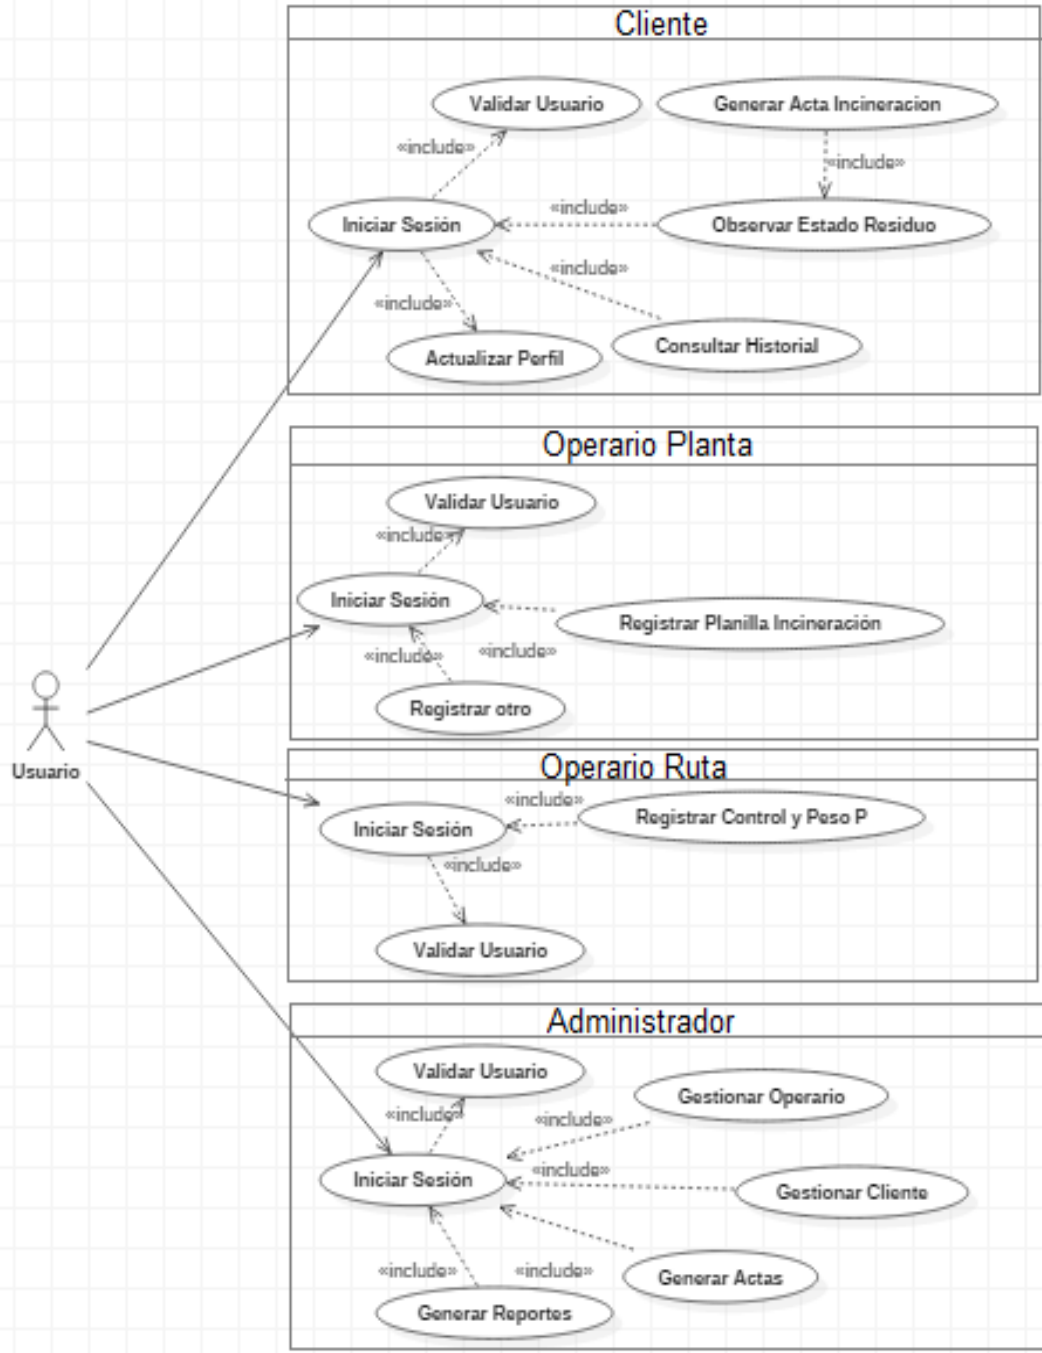 Cliente
Validar Usuario
Generar Acta Incineracion
«include»
«include»
Iniciar Sesión
«include»
Observar Estado Residuo
«include»
«include»
Actualizar Perfil
Consultar Historial
Operario Planta
Validar Usuario
«include»
Iniciar Sesión
Registrar Planilla Incineración
«include»
«include»
Registrar otro
Usuario
Operario Ruta
«include»
Registrar Control y Peso P
Iniciar Sesión
«include»
Validar Usuario
Administrador
Validar Usuario
Gestionar Operario
«include»
«include»
Iniciar Sesión
«include»
Gestionar Cliente
«include»
«include»
Generar Actas
Generar Reportes